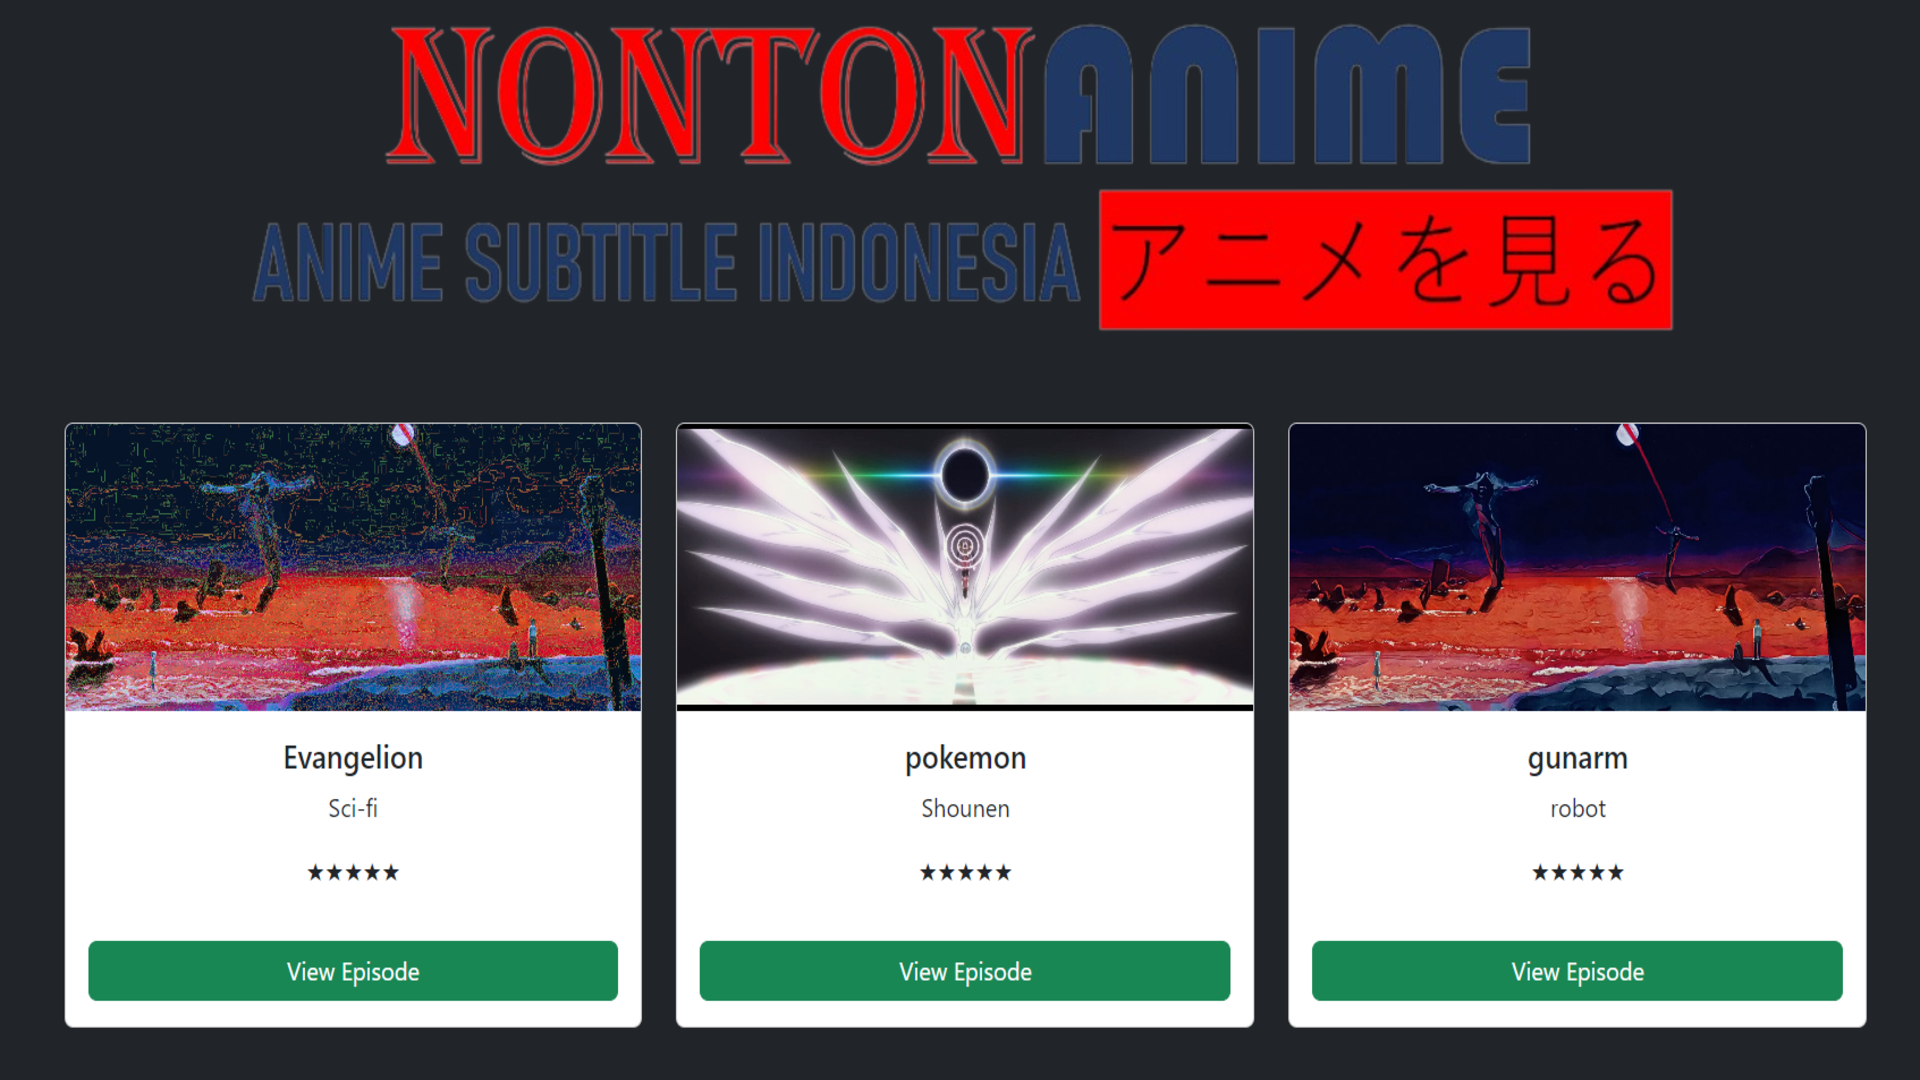 NONTONANIME
ANIME SUBTITLE INDONESIA アニメを見る
Evangelion
Sci-fi
★★★★★
View Episode
pokemon
Shounen
★★★★★
View Episode
gunarm
robot
★★★★★
View Episode